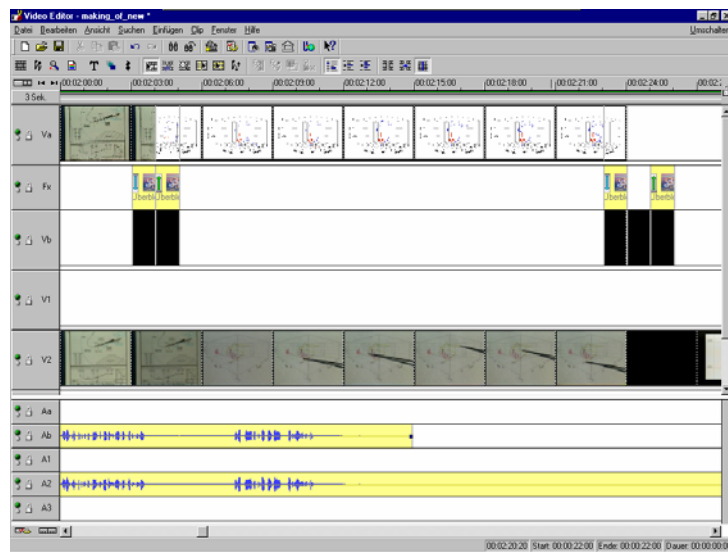 Video Editor - making_of_new *
Datei Bearbeiten Ansicht Suchen Einfügen Clip Fenster Hilfe Umschalten
00:02:00:00 00:02:03:00 00:02:06:00 00:02:09:00 00:02:12:00 00:02:15:00 00:02:18:00 00:02:21:00 00:02:24:00 00:02:
3 Sek.
Va
Fx
Überbl Überbl Überbl Überbl
Vb
V1
V2
Aa
Ab
A1
A2
A3
00:02:20:20 Start: 00:00:22:00 Ende: 00:00:22:00 Dauer: 00:00:00:0